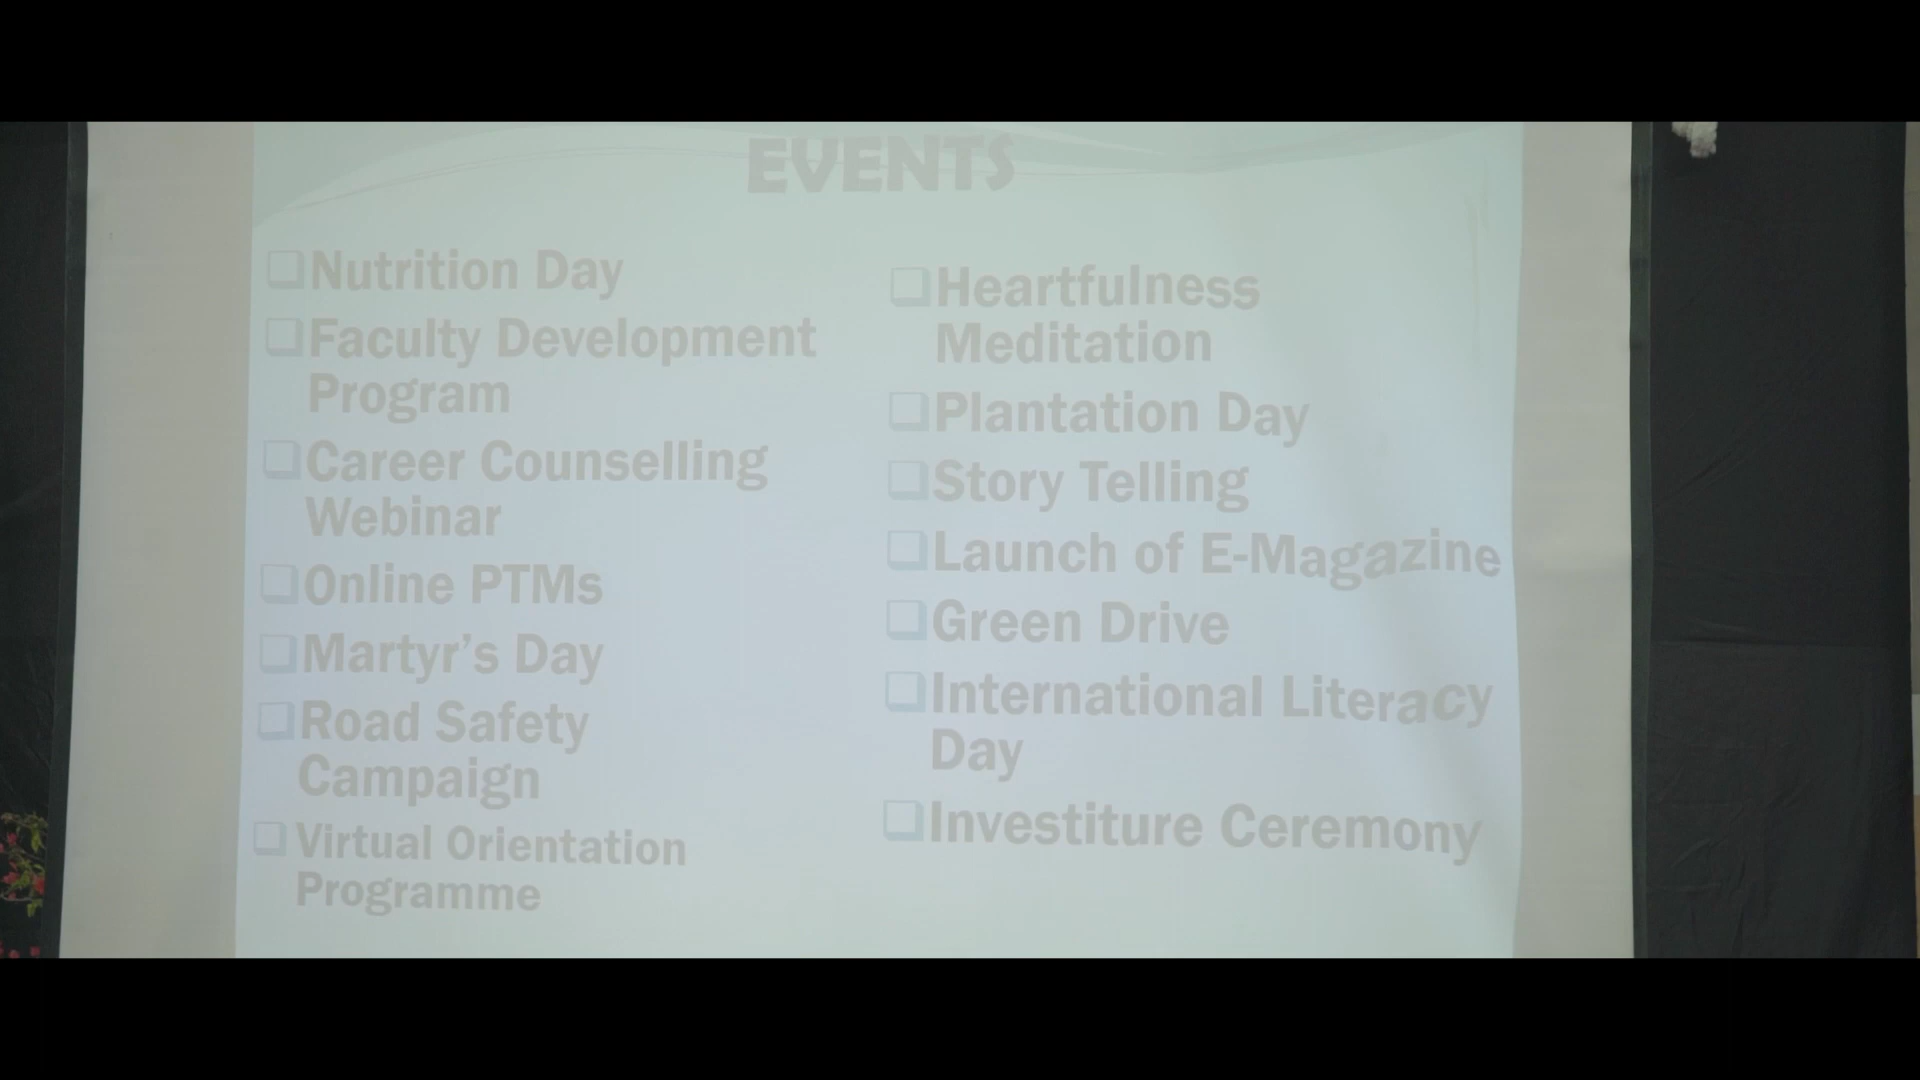 EVENTS
Nutrition Day
Faculty Development
Program
Career Counselling
Webinar
Online PTMs
Martyr's Day
Road Safety
Campaign
Virtual Orientation
Programme
Heartfulness
Meditation
Plantation Day
Story Telling
Launch of E-Magazine
Green Drive
International Literacy
Day
Investiture Ceremony